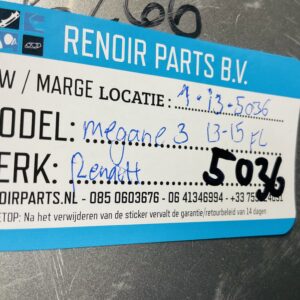 RENOIR PARTS B.V.
W / MARGE LOCATIE: 1-13-5036
ODEL: megane 3 13-15 FL
ERK: Renault
5036
OIRPARTS.NL - 085 0603676 - 06 41346994 - +33
ETOP: Na het verwijderen van de sticker vervalt de garantie/retourbeleid van 14 dagen